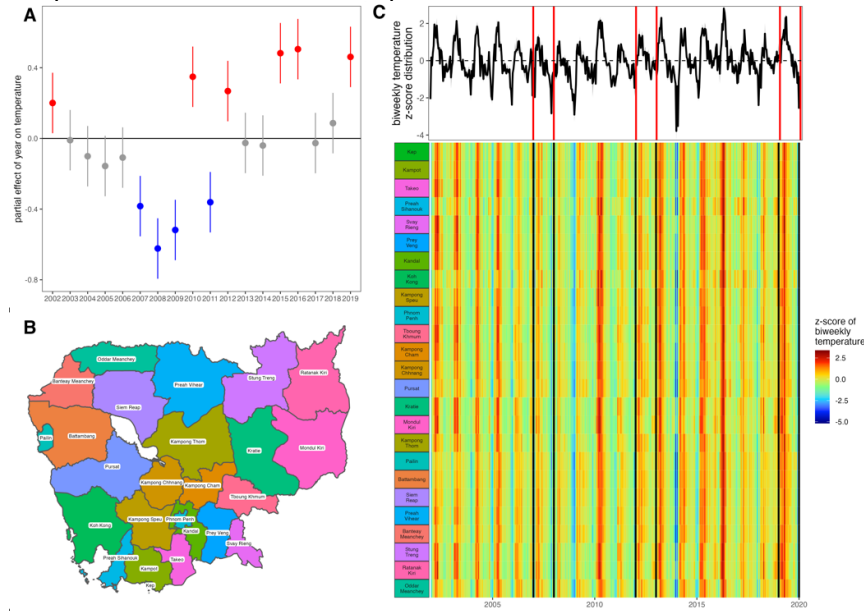 A
partial effect of year on temperature
0.4
0.0
-0.4
-0.8
2002 2003 2004 2005 2006 2007 2008 2009 2010 2011 2012 2013 2014 2015 2016 2017 2018 2019
B
Oddar Meanchey
Banteay Meanchey
Preah Vihear
Stung Treng
Ratanak Kiri
Siem Reap
Pailin
Battambang
Kampong Thom
Kratie
Mondul Kiri
Pursat
Kampong Chhnang
Kampong Cham
Tboung Khmum
Koh Kong
Kampong Speu
Phnom Penh
Kandal
Prey Veng
Svay Rieng
Preah Sihanouk
Kampot
Takeo
Kep
C
biweekly temperature
z-score distribution
2
0
-2
-4
Kep
Kampot
Takeo
Preah
Sihanouk
Svay
Rieng
Prey
Veng
Kandal
Koh
Kong
Kampong
Speu
Phnom
Penh
Tboung
Khmum
Kampong
Cham
Kampong
Chhnang
Pursat
Kratie
Mondul
Kiri
Kampong
Thom
Pailin
Battambang
Siem
Reap
Preah
Vihear
Banteay
Meanchey
Stung
Treng
Ratanak
Kiri
Oddar
Meanchey
2005
2010
2015
2020
z-score of
biweekly
temperature
2.5
0.0
-2.5
-5.0